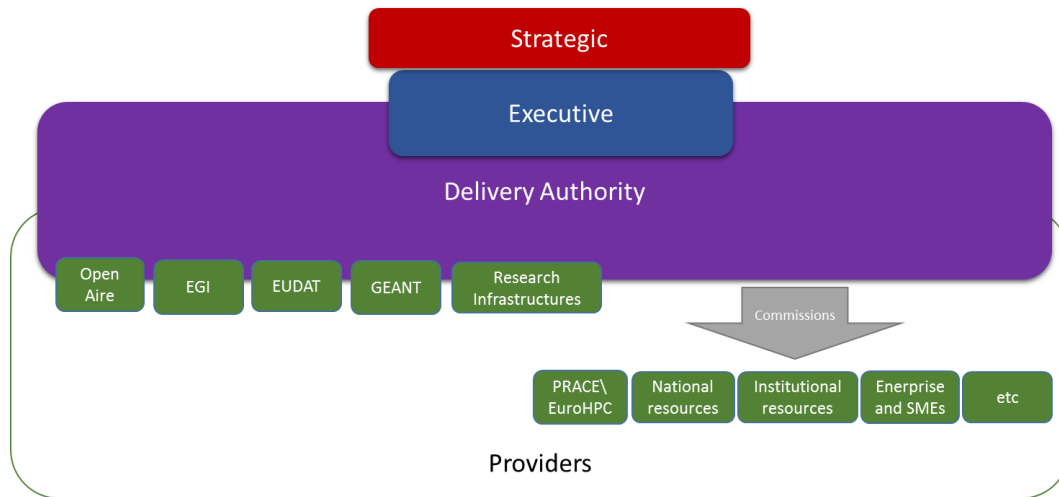 Strategic
Executive
Delivery Authority
Open
Aire
EGI
EUDAT
GEANT
Research
Infrastructures
Commissions
PRACE\
EuroHPC
National
resources
Institutional
resources
Enerprise
and SMEs
etc
Providers